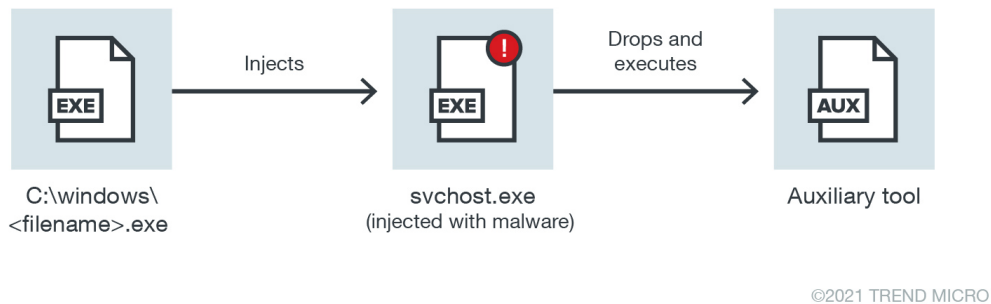 EXE
Injects
!
EXE
Drops and
executes
AUX
C:\windows\
<filename>.exe
svchost.exe
(injected with malware)
Auxiliary tool
©2021 TREND MICRO